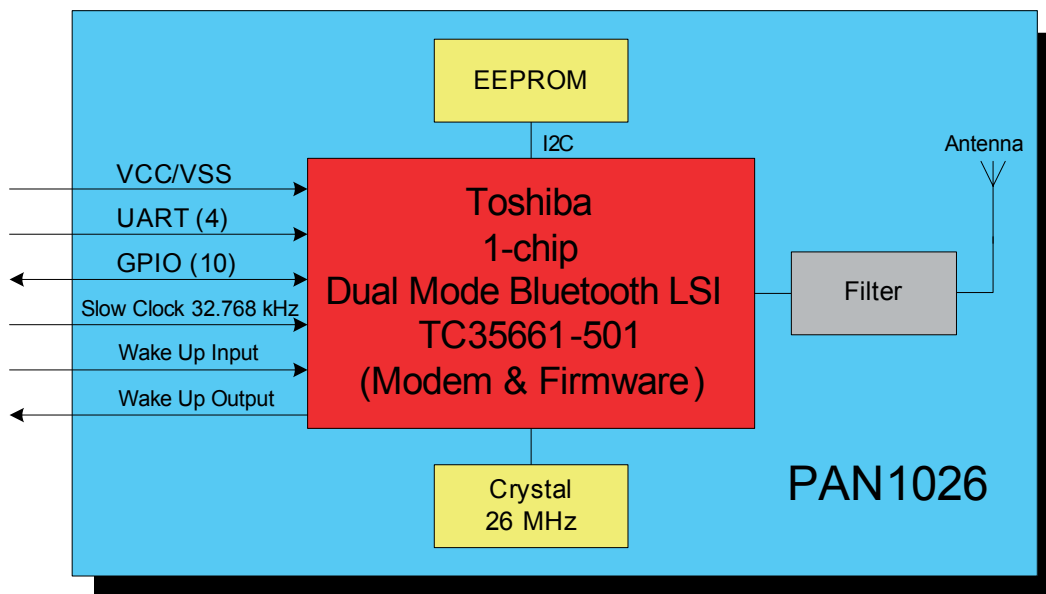 EEPROM
I2C
Antenna
VCC/VSS
UART (4)
GPIO (10)
Slow Clock 32.768 kHz
Wake Up Input
Wake Up Output
Toshiba
1-chip
Dual Mode Bluetooth LSI
TC35661-501
(Modem & Firmware)
Filter
Crystal
26 MHz
PAN1026